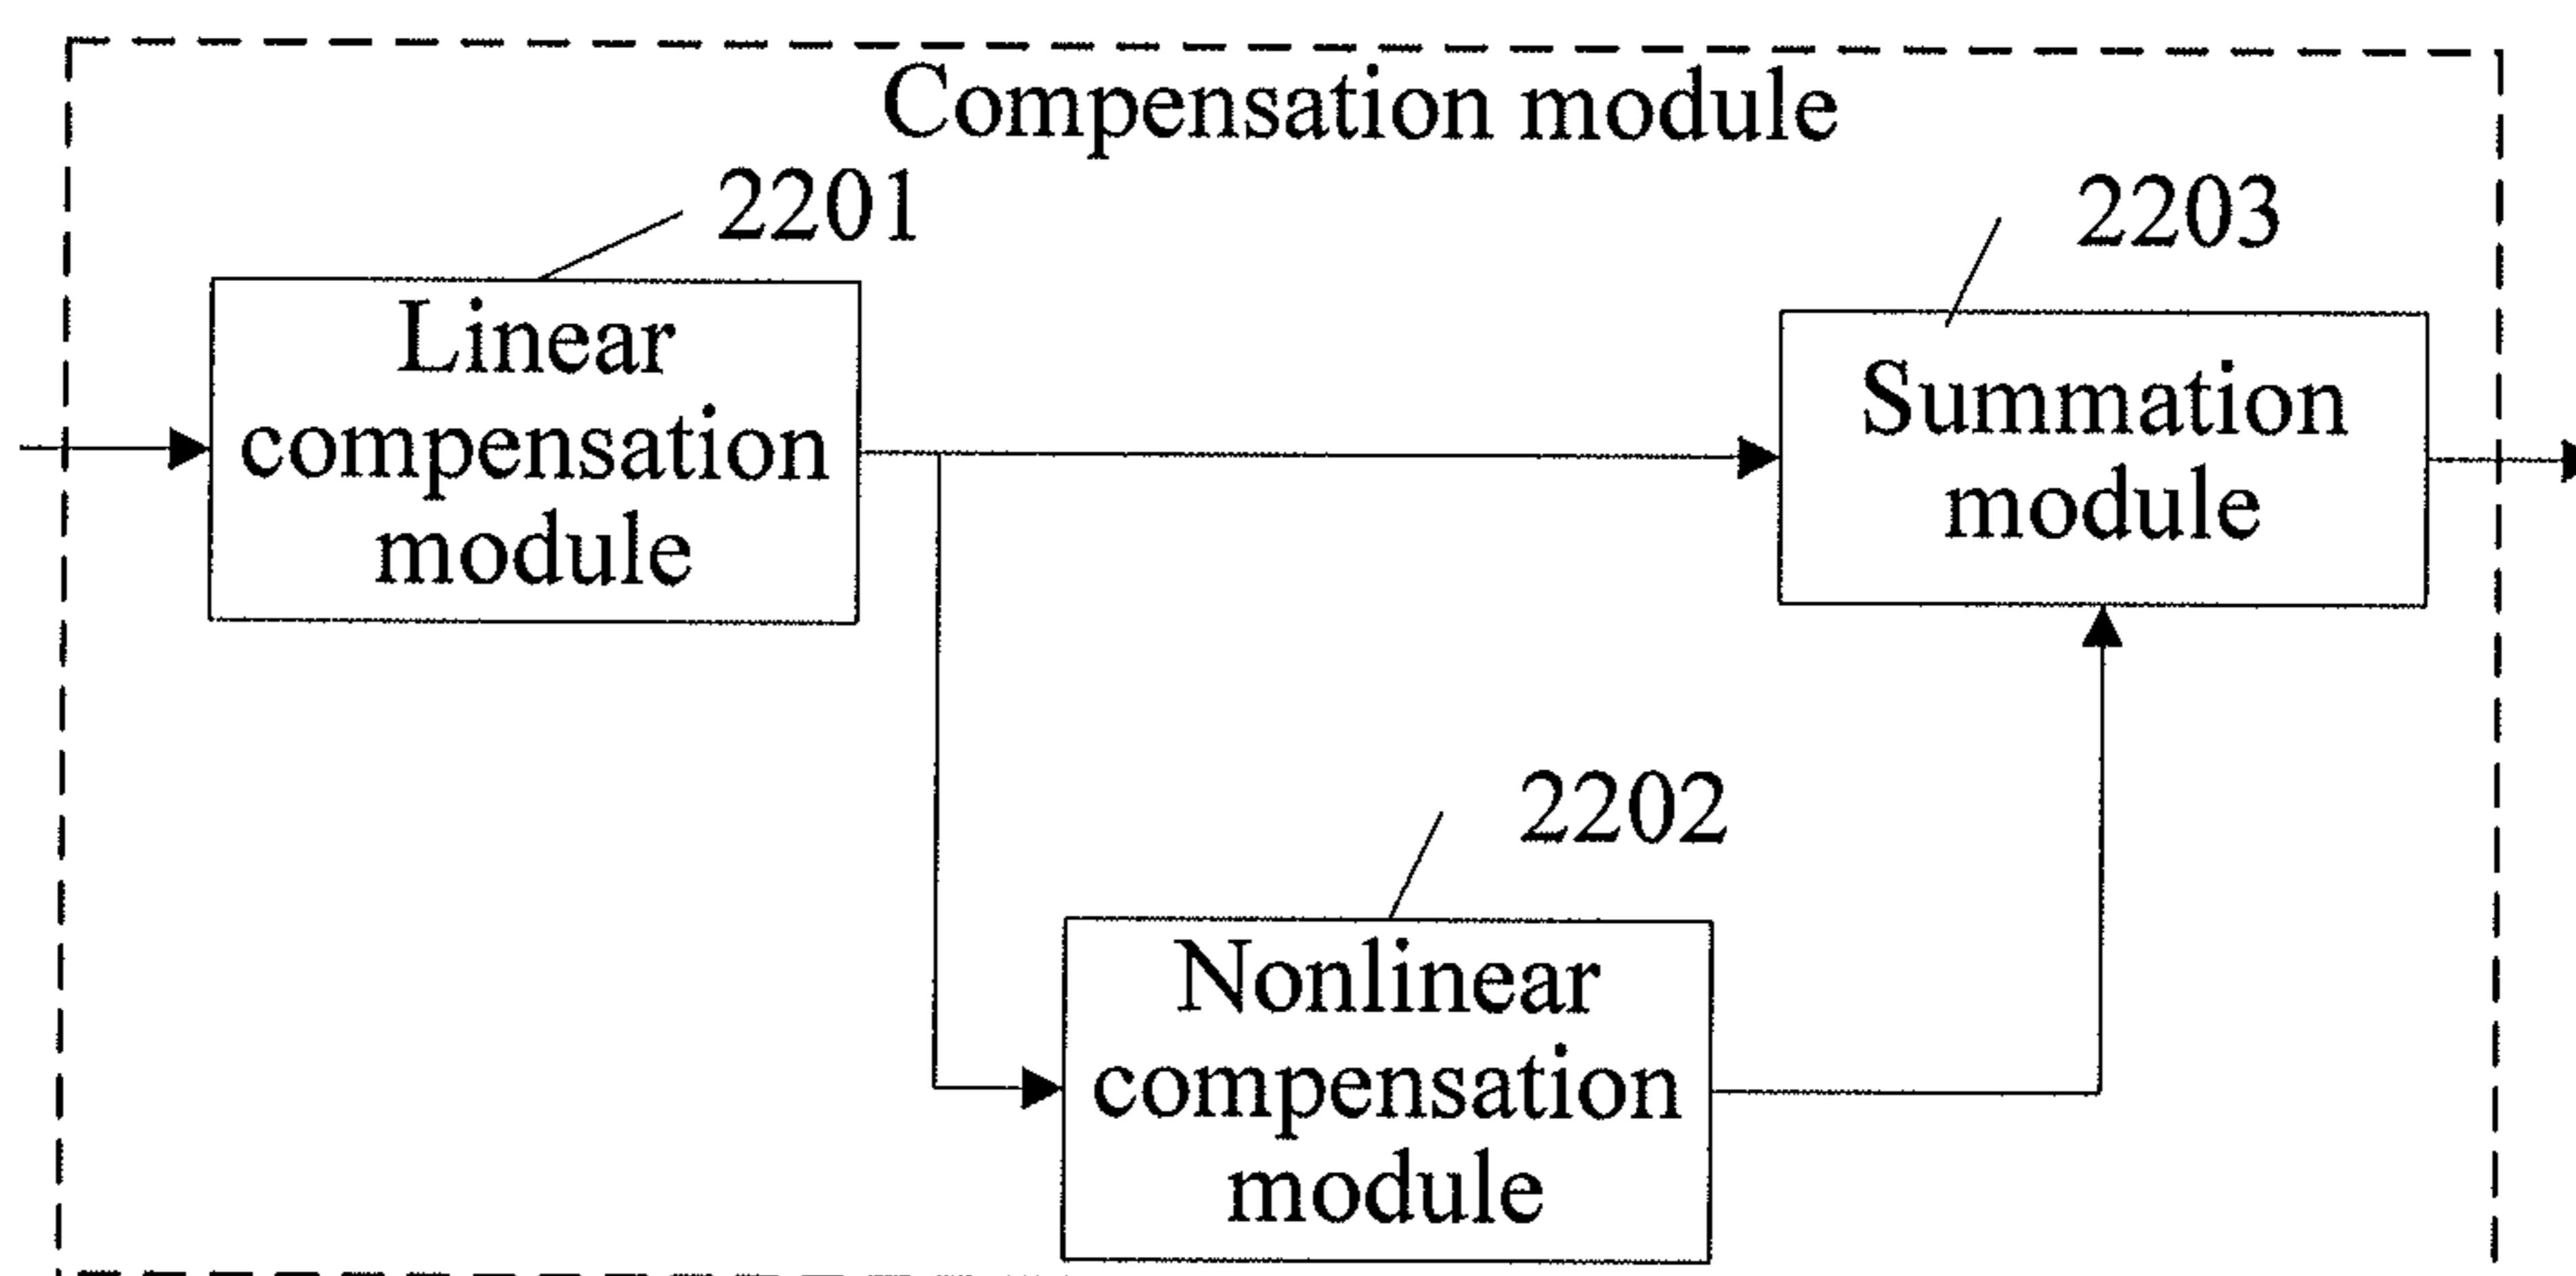 Compensation module
2201
2203
Linear
compensation
module
Summation
module
2202
Nonlinear
compensation
module